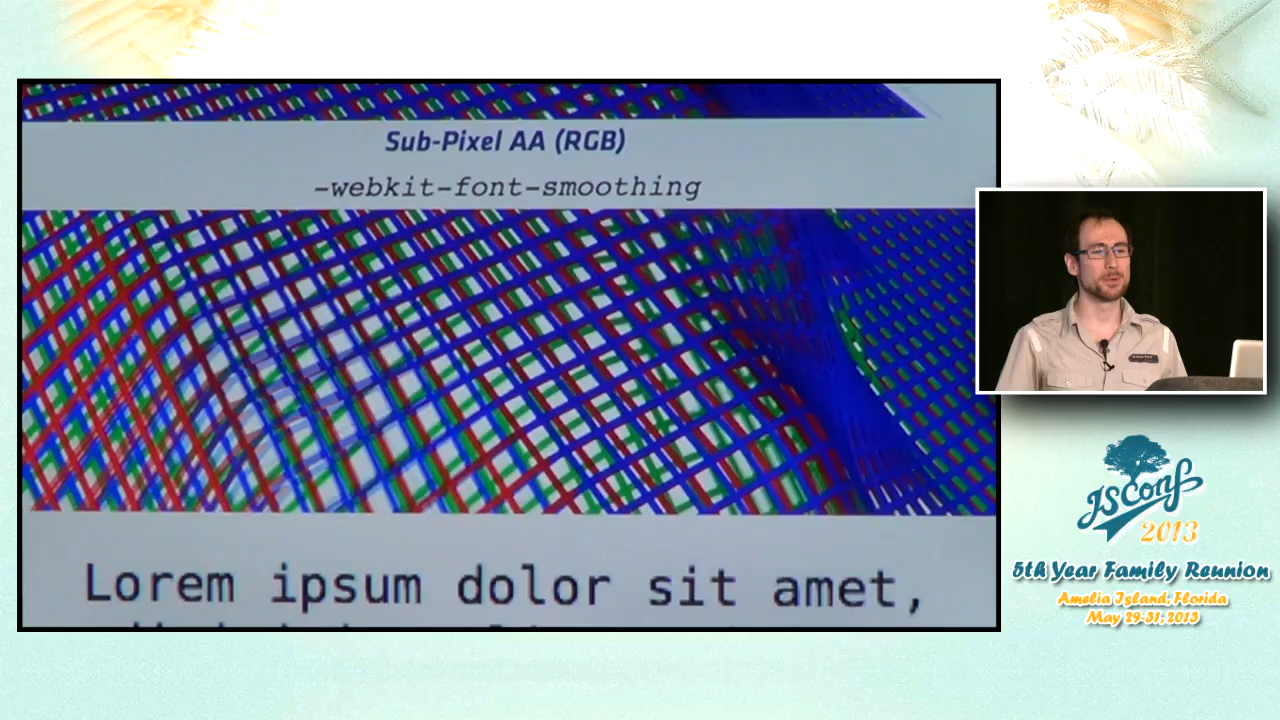 Sub-Pixel AA (RGB)
-webkit-font-smoothing
Lorem ipsum dolor sit amet,
JSConf
2013
5th Year Family Reunion
Amelia Island, Florida
May 29-31, 2013